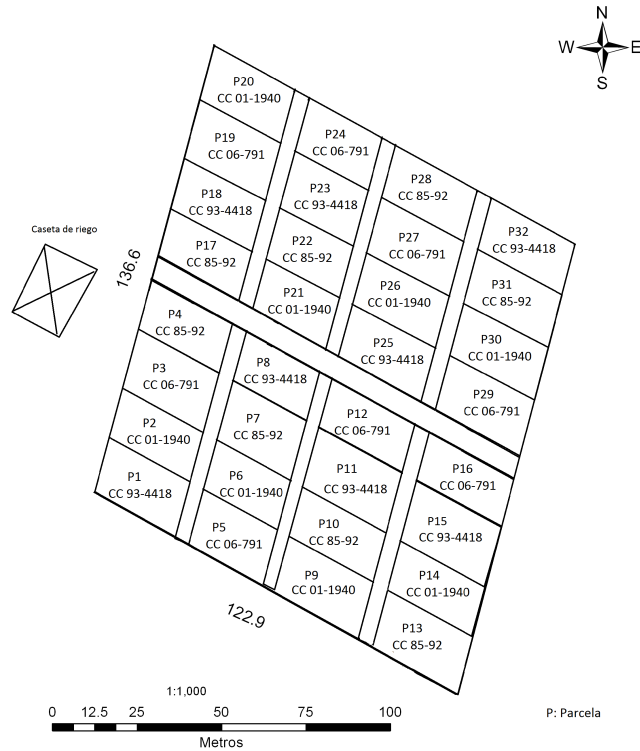 N
W E
S
P20
CC 01-1940
P19
CC 06-791
P18
CC 93-4418
P17
CC 85-92
P24
CC 06-791
P23
CC 93-4418
P22
CC 85-92
P21
CC 01-1940
P28
CC 85-92
P27
CC 06-791
P26
CC 01-1940
P25
CC 93-4418
P32
CC 93-4418
P31
CC 85-92
P30
CC 01-1940
P29
CC 06-791
Caseta de riego
136.6
P4
CC 85-92
P3
CC 06-791
P2
CC 01-1940
P1
CC 93-4418
P8
CC 93-4418
P7
CC 85-92
P6
CC 01-1940
P5
CC 06-791
P12
CC 06-791
P11
CC 93-4418
P10
CC 85-92
P9
CC 01-1940
P16
CC 06-791
P15
CC 93-4418
P14
CC 01-1940
P13
CC 85-92
122.9
1:1,000
0 12.5 25 50 75 100
Metros
P: Parcela